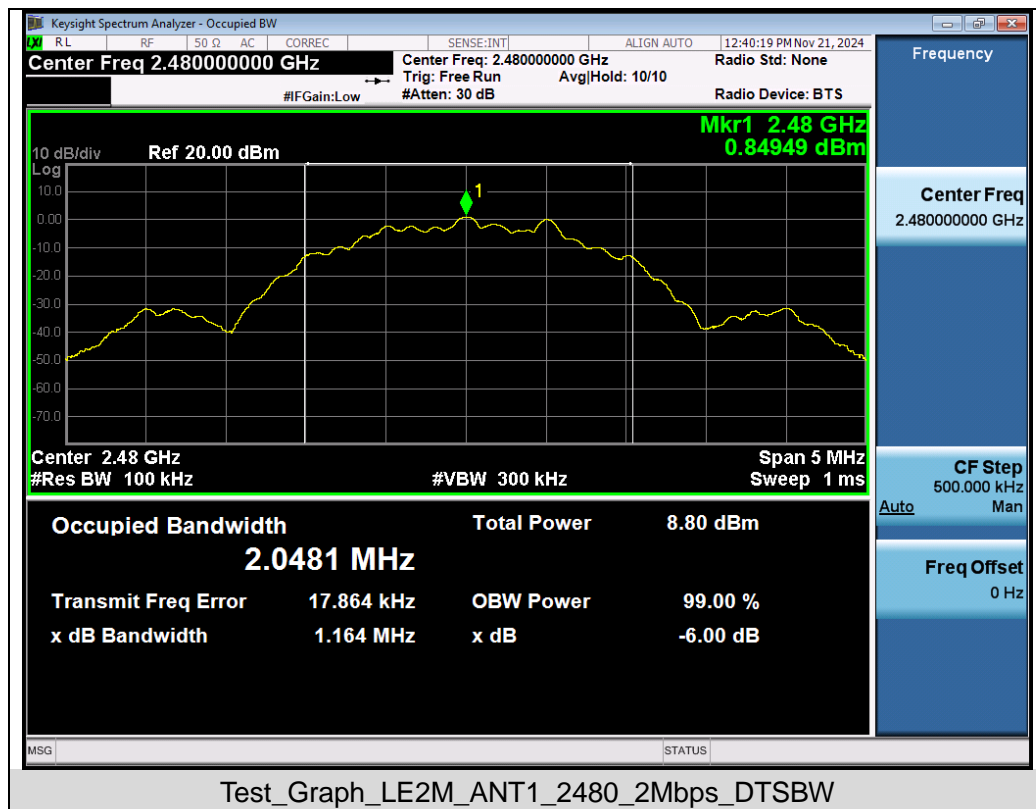 Keysight Spectrum Analyzer - Occupied BW
LXI RL RF 50 Ω AC CORREC SENSE:INT ALIGN AUTO 12:40:19 PM Nov 21, 2024
Center Freq 2.480000000 GHz
Center Freq: 2.480000000 GHz Radio Std: None
Trig: Free Run Avg|Hold: 10/10
#IFGain:Low #Atten: 30 dB Radio Device: BTS
Mkr1 2.48 GHz
0.84949 dBm
10 dB/div Ref 20.00 dBm
Log
10.0
0.00
-10.0
-20.0
-30.0
-40.0
-50.0
-60.0
-70.0
1
Center 2.48 GHz Span 5 MHz
#Res BW 100 kHz #VBW 300 kHz Sweep 1 ms
Occupied Bandwidth Total Power 8.80 dBm
2.0481 MHz
Transmit Freq Error 17.864 kHz OBW Power 99.00 %
x dB Bandwidth 1.164 MHz x dB -6.00 dB
MSG STATUS
Frequency
Center Freq
2.480000000 GHz
CF Step
500.000 kHz
Auto Man
Freq Offset
0 Hz
Test_Graph_LE2M_ANT1_2480_2Mbps_DTSBW